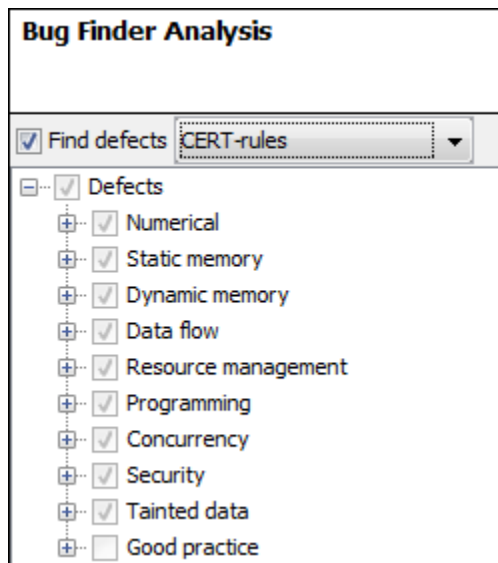 Bug Finder Analysis
Find defects CERT-rules
Defects
Numerical
Static memory
Dynamic memory
Data flow
Resource management
Programming
Concurrency
Security
Tainted data
Good practice